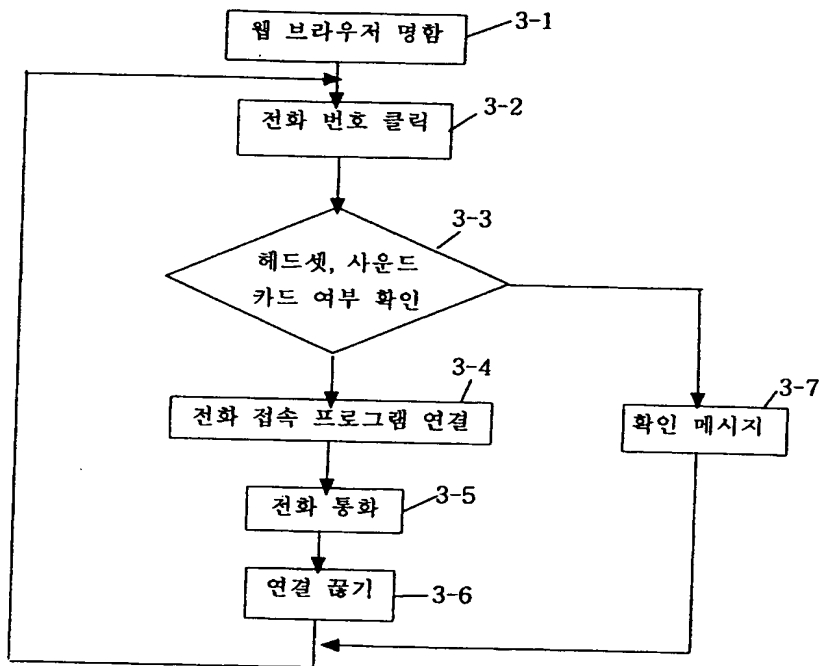 웹 브라우저 명함
3-1
전화 번호 클릭
3-2
3-3
헤드셋, 사운드
카드 여부 확인
3-4
전화 접속 프로그램 연결
3-7
확인 메시지
전화 통화
3-5
연결 끊기
3-6